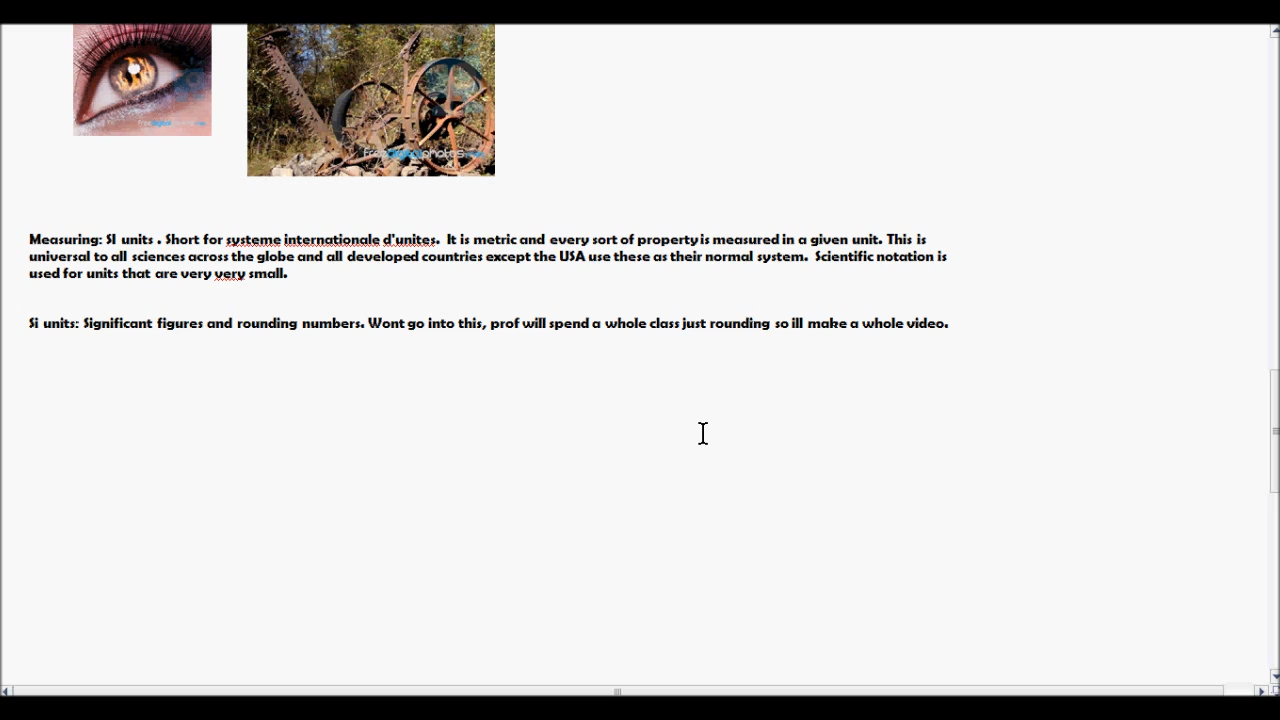 freedigitalphotos
Measuring: SI units . Short for systeme internationale d'unites. It is metric and every sort of property is measured in a given unit. This is
universal to all sciences across the globe and all developed countries except the USA use these as their normal system. Scientific notation is
used for units that are very very small.
Si units: Significant figures and rounding numbers. Wont go into this, prof will spend a whole class just rounding so ill make a whole video.